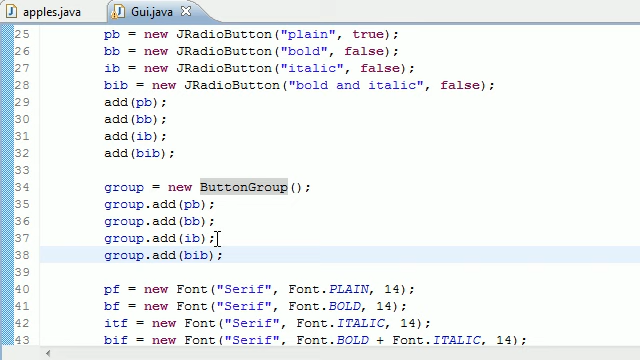 apples.java Gui.java
25 pb = new JRadioButton("plain", true);
26 bb = new JRadioButton("bold", false);
27 ib = new JRadioButton("italic", false);
28 bib = new JRadioButton("bold and italic", false);
29 add(pb);
30 add(bb);
31 add(ib);
32 add(bib);
33
34 group = new ButtonGroup();
35 group.add(pb);
36 group.add(bb);
37 group.add(ib);
38 group.add(bib);
39
40 pf = new Font("Serif", Font.PLAIN, 14);
41 bf = new Font("Serif", Font.BOLD, 14);
42 itf = new Font("Serif", Font.ITALIC, 14);
43 bif = new Font("Serif", Font.BOLD + Font.ITALIC, 14);